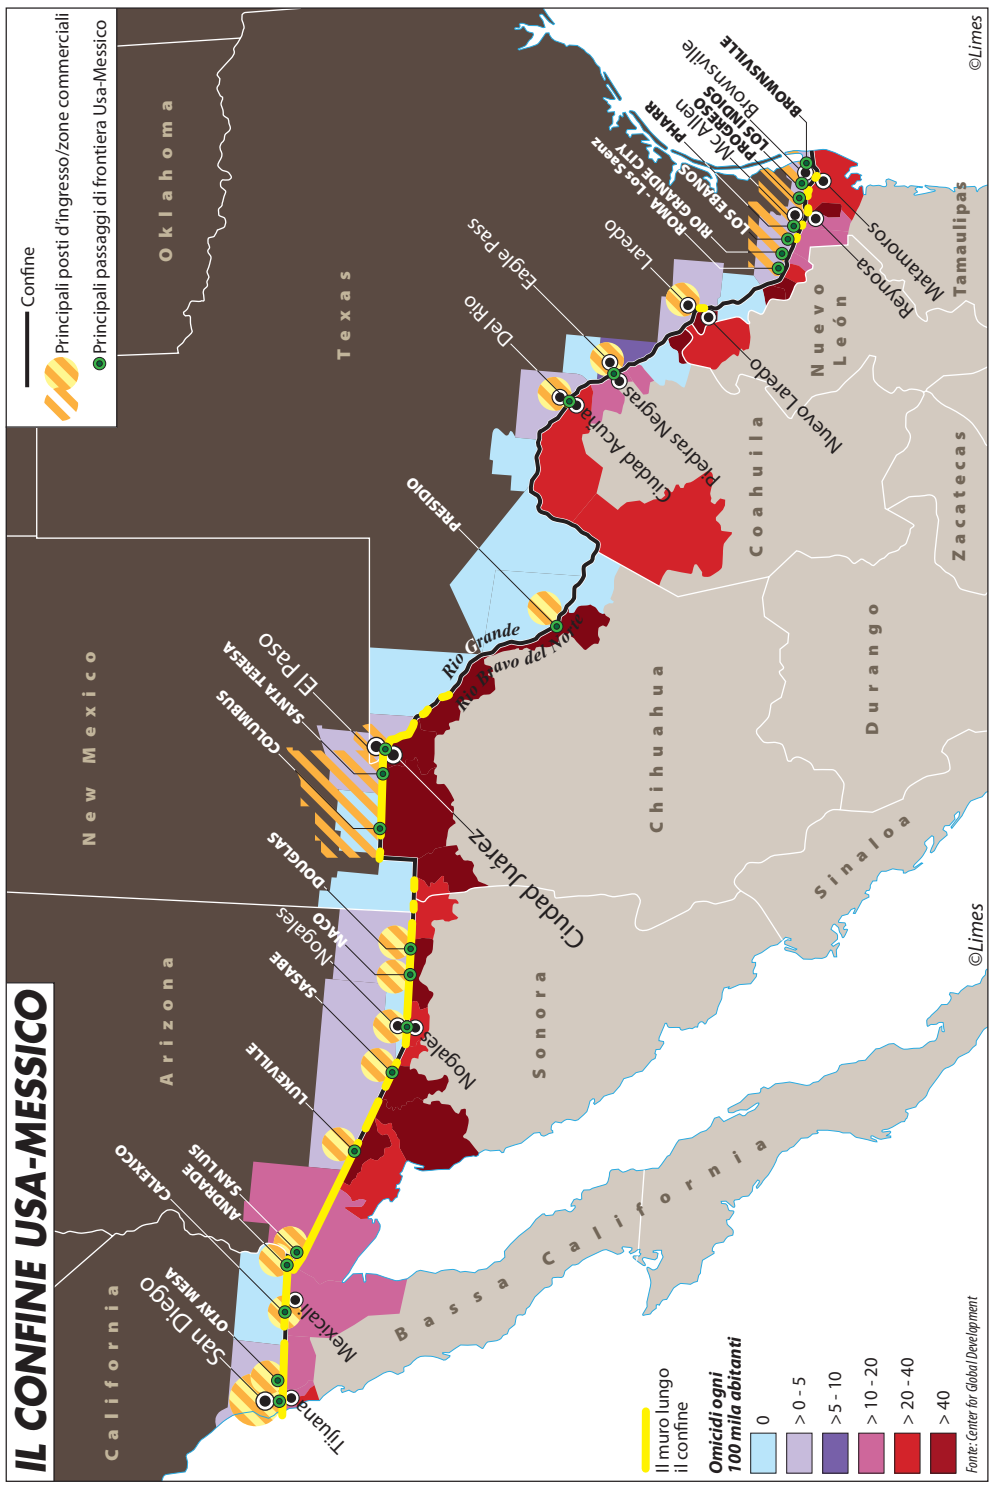 IL CONFINE USA-MESSICO
Confine
Principali posti d'ingresso/zone commerciali
Principali passaggi di frontiera Usa-Messico
California
Arizona
New Mexico
Texas
Oklahoma
San Diego
OTAY MESA
CALEXICO
ANDRADE
SAN LUIS
LUKEVILLE
SASABE
Nogales
NACO
DOUGLAS
COLUMBUS
SANTA TERESA
El Paso
PRESIDIO
Del Rio
Eagle Pass
Laredo
ROMA - Los Saenz
RIO GRANDE CITY
LOS EBANOS
PHARR
Mc Allen
PROGRESO
LOS INDIOS
Brownsville
BROWNSVILLE
Rio Grande
Rio Bravo del Norte
Tijuana
Mexicali
Nogales
Ciudad Juárez
Ciudad Acuña
Piedras Negras
Nuevo Laredo
Reynosa
Matamoros
Bassa California
Sonora
Chihuahua
Sinaloa
Durango
Coahuila
Zacatecas
Nuevo
León
Tamaulipas
Il muro lungo
il confine
Omicidi ogni
100 mila abitanti
0
> 0 - 5
>5 - 10
> 10 - 20
> 20 - 40
> 40
Fonte: Center for Global Development
©Limes
©Limes